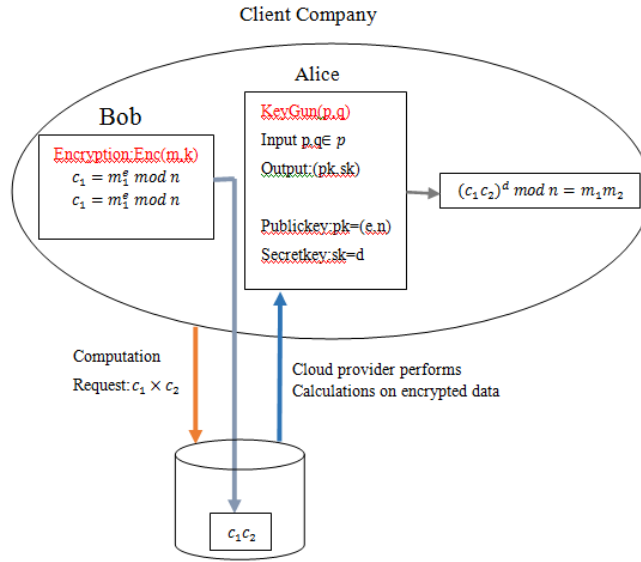 Client Company
Alice
Bob
KeyGun(p,q)
Input p,q∈ p
Output:(pk,sk)
Publickey:pk=(e,n)
Secretkey:sk=d
Encryption:Enc(m,k)
c₁ = m₁ᵉ mod n
c₁ = m₁ᵉ mod n
(c₁c₂)ᵈ mod n = m₁m₂
Computation
Request: c₁ × c₂
Cloud provider performs
Calculations on encrypted data
c₁c₂